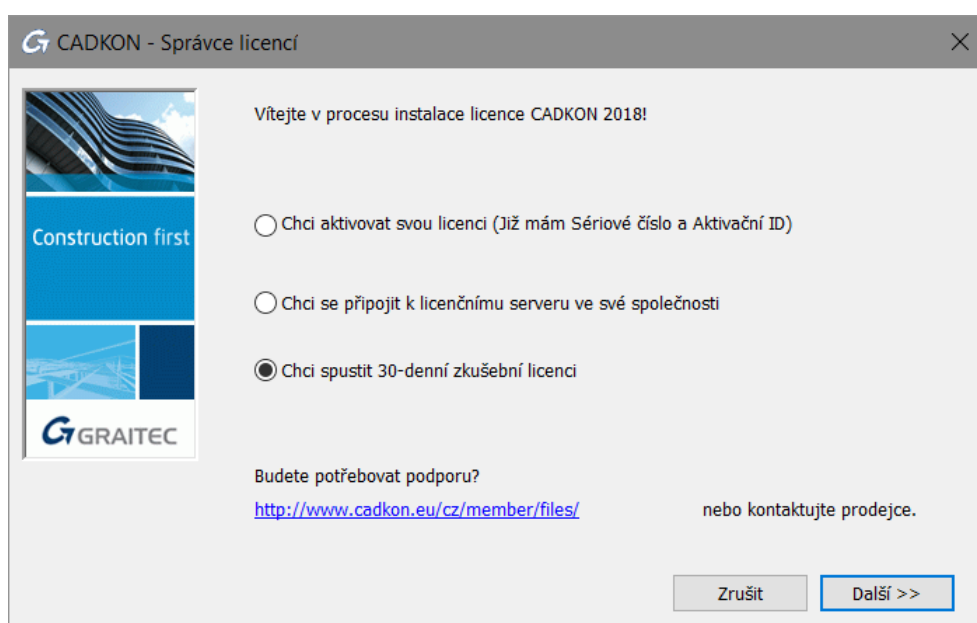 CADKON - Správce licencí
Vítejte v procesu instalace licence CADKON 2018!
Chci aktivovat svou licenci (Již mám Sériové číslo a Aktivační ID)
Construction first
Chci se připojit k licenčnímu serveru ve své společnosti
Chci spustit 30-denní zkušební licenci
GRAITEC
Budete potřebovat podporu?
http://www.cadkon.eu/cz/member/files/ nebo kontaktujte prodejce.
Zrušit Další >>